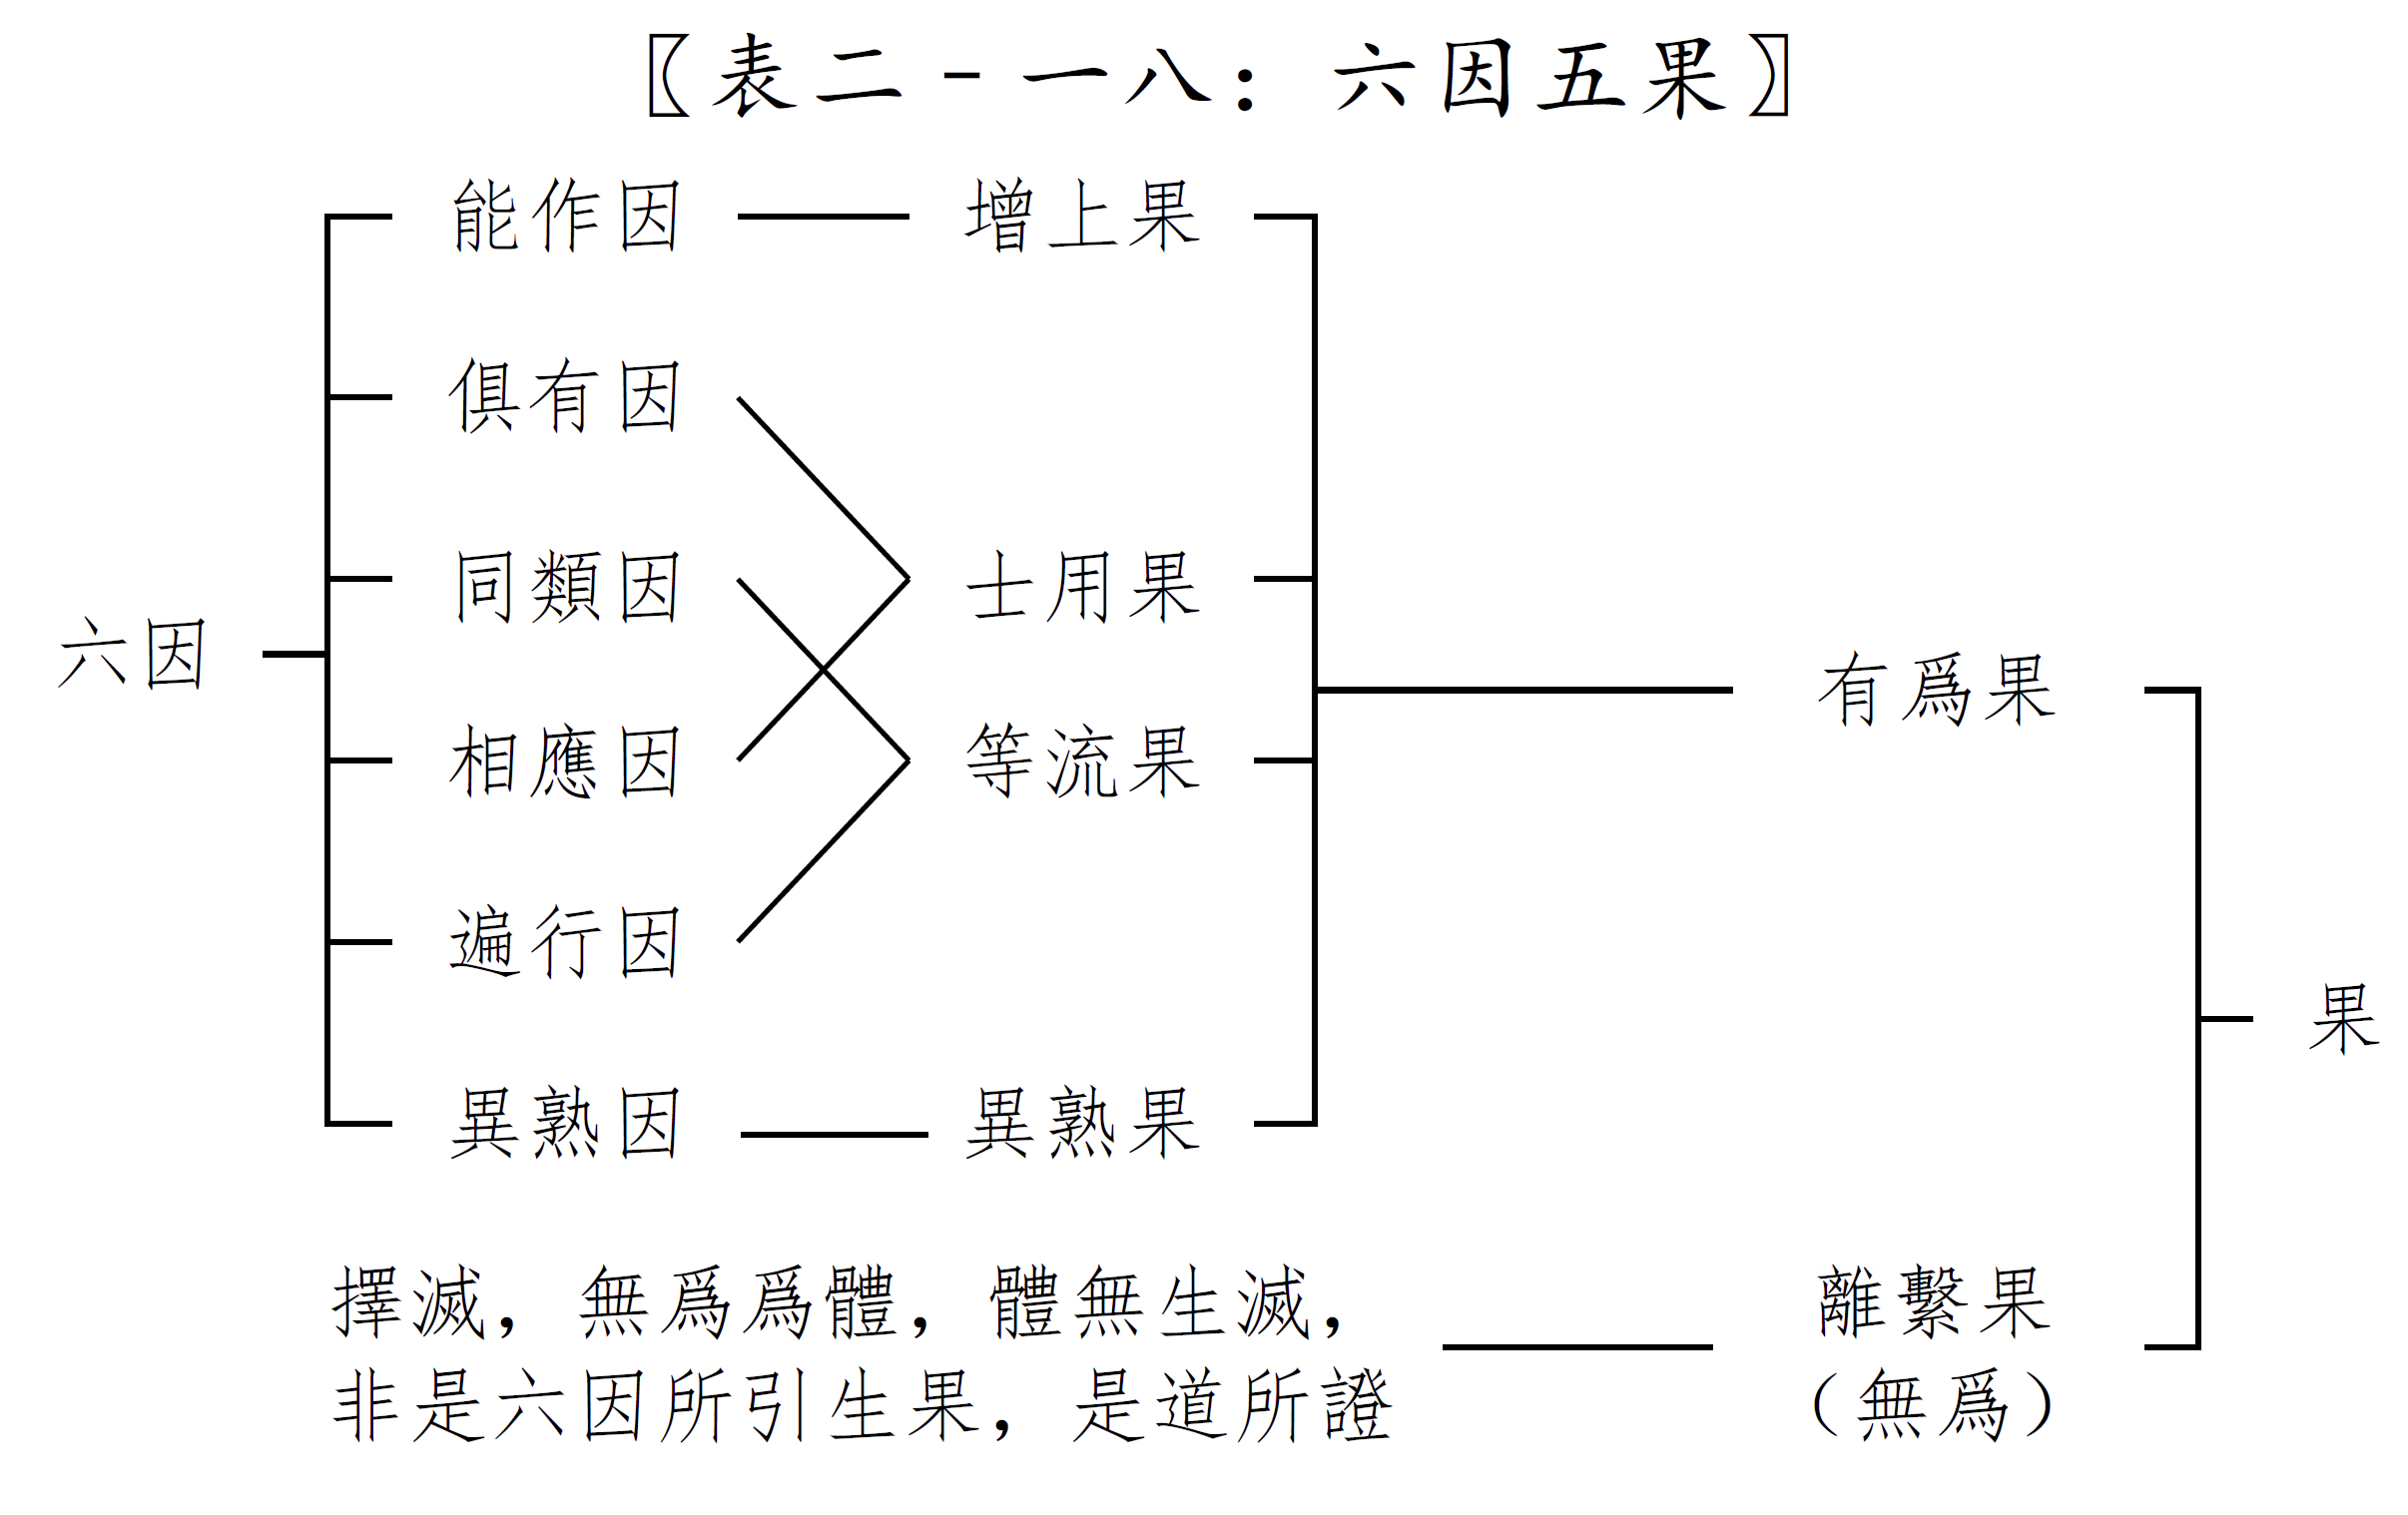 〖表二-一八：六因五果〗
能作因 增上果
俱有因
同類因 士用果
六因
有爲果
相應因 等流果
遍行因
果
異熟因 異熟果
擇滅，無爲爲體，體無生滅，
離繫果
非是六因所引生果，是道所證
（無爲）